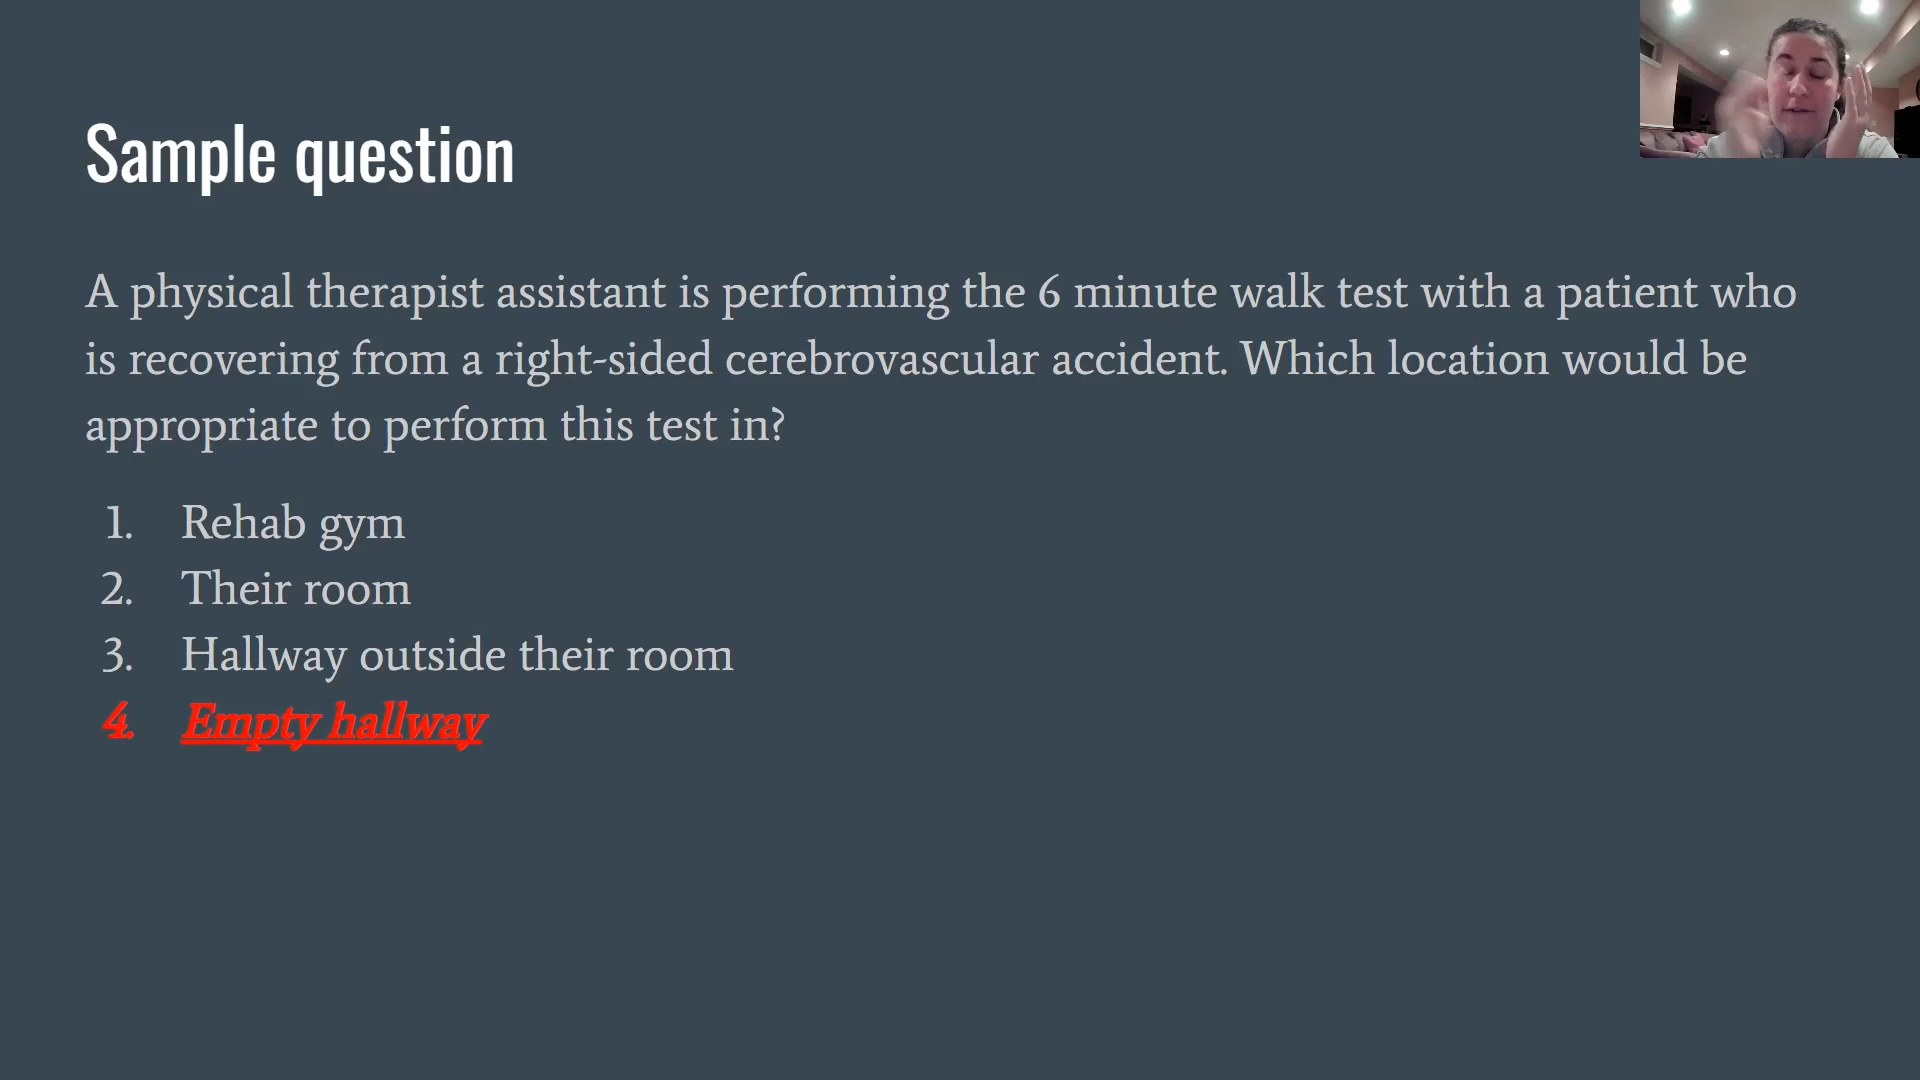 Sample question
A physical therapist assistant is performing the 6 minute walk test with a patient who
is recovering from a right-sided cerebrovascular accident. Which location would be
appropriate to perform this test in?
1. Rehab gym
2. Their room
3. Hallway outside their room
4. Empty hallway